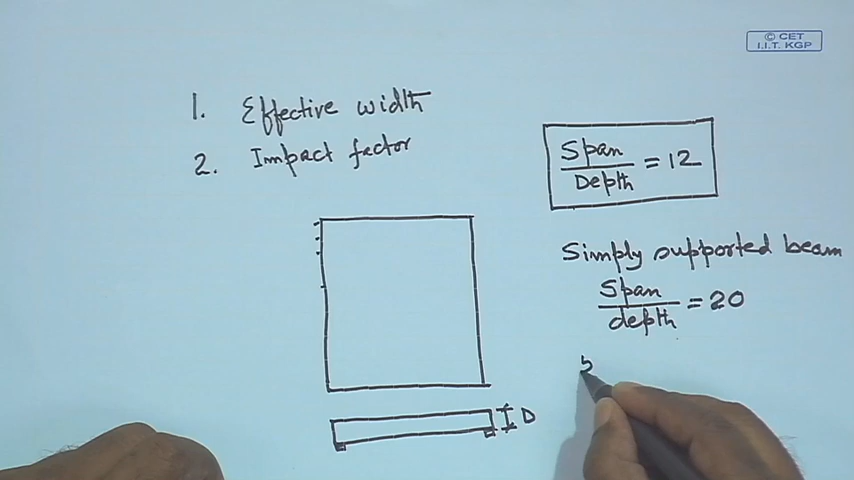 © CET
I.I.T. KGP
1. Effective width
2. Impact factor
Span
Depth = 12
Simply supported beam
Span
depth = 20
D